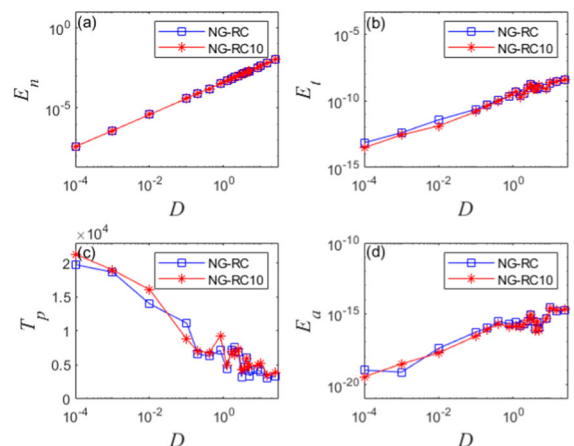 (a)
NG-RC
NG-RC10
10^0
10^-5
E_n
10^-4 10^-2 10^0
D
(b)
NG-RC
NG-RC10
10^-5
10^-10
10^-15
E_t
10^-4 10^-2 10^0
D
×10^4
(c)
NG-RC
NG-RC10
2
1.5
1
0.5
0
T_p
10^-4 10^-2 10^0
D
(d)
NG-RC
NG-RC10
10^-10
10^-15
10^-20
E_a
10^-4 10^-2 10^0
D